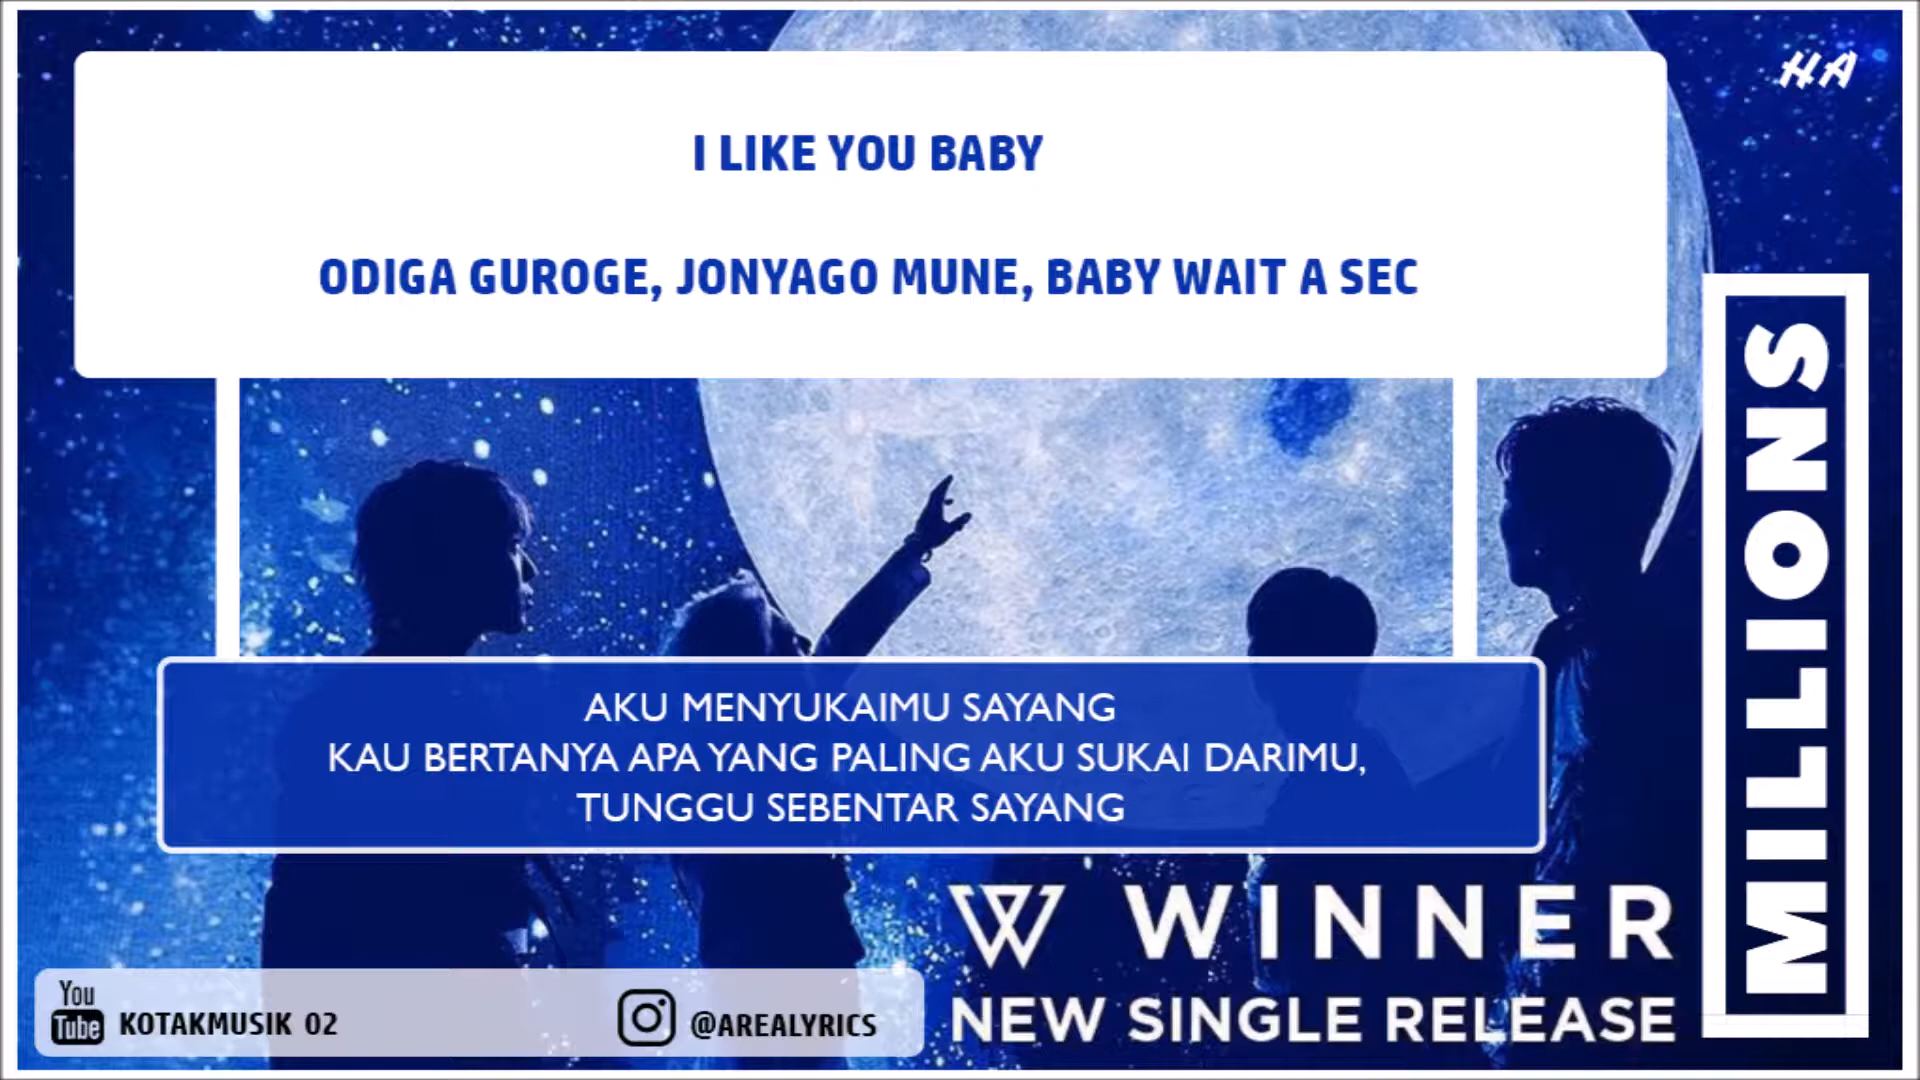 HA
I LIKE YOU BABY
ODIGA GUROGE, JONYAGO MUNE, BABY WAIT A SEC
AKU MENYUKAIMU SAYANG
KAU BERTANYA APA YANG PALING AKU SUKAI DARIMU,
TUNGGU SEBENTAR SAYANG
MILLIONS
W WINNER
NEW SINGLE RELEASE
You
Tube KOTAKMUSIK 02
@AREALYRICS